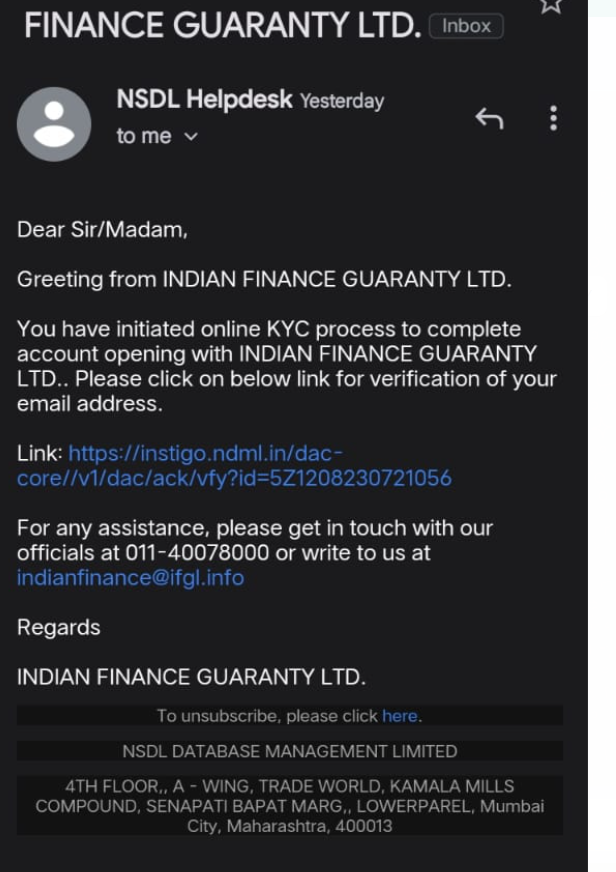 FINANCE GUARANTY LTD. Inbox
NSDL Helpdesk Yesterday
to me
Dear Sir/Madam,
Greeting from INDIAN FINANCE GUARANTY LTD.
You have initiated online KYC process to complete
account opening with INDIAN FINANCE GUARANTY
LTD.. Please click on below link for verification of your
email address.
Link: https://instigo.ndml.in/dac-
core//v1/dac/ack/vfy?id=5Z1208230721056
For any assistance, please get in touch with our
officials at 011-40078000 or write to us at
indianfinance@ifgl.info
Regards
INDIAN FINANCE GUARANTY LTD.
To unsubscribe, please click here.
NSDL DATABASE MANAGEMENT LIMITED
4TH FLOOR,, A - WING, TRADE WORLD, KAMALA MILLS
COMPOUND, SENAPATI BAPAT MARG,, LOWERPAREL, Mumbai
City, Maharashtra, 400013